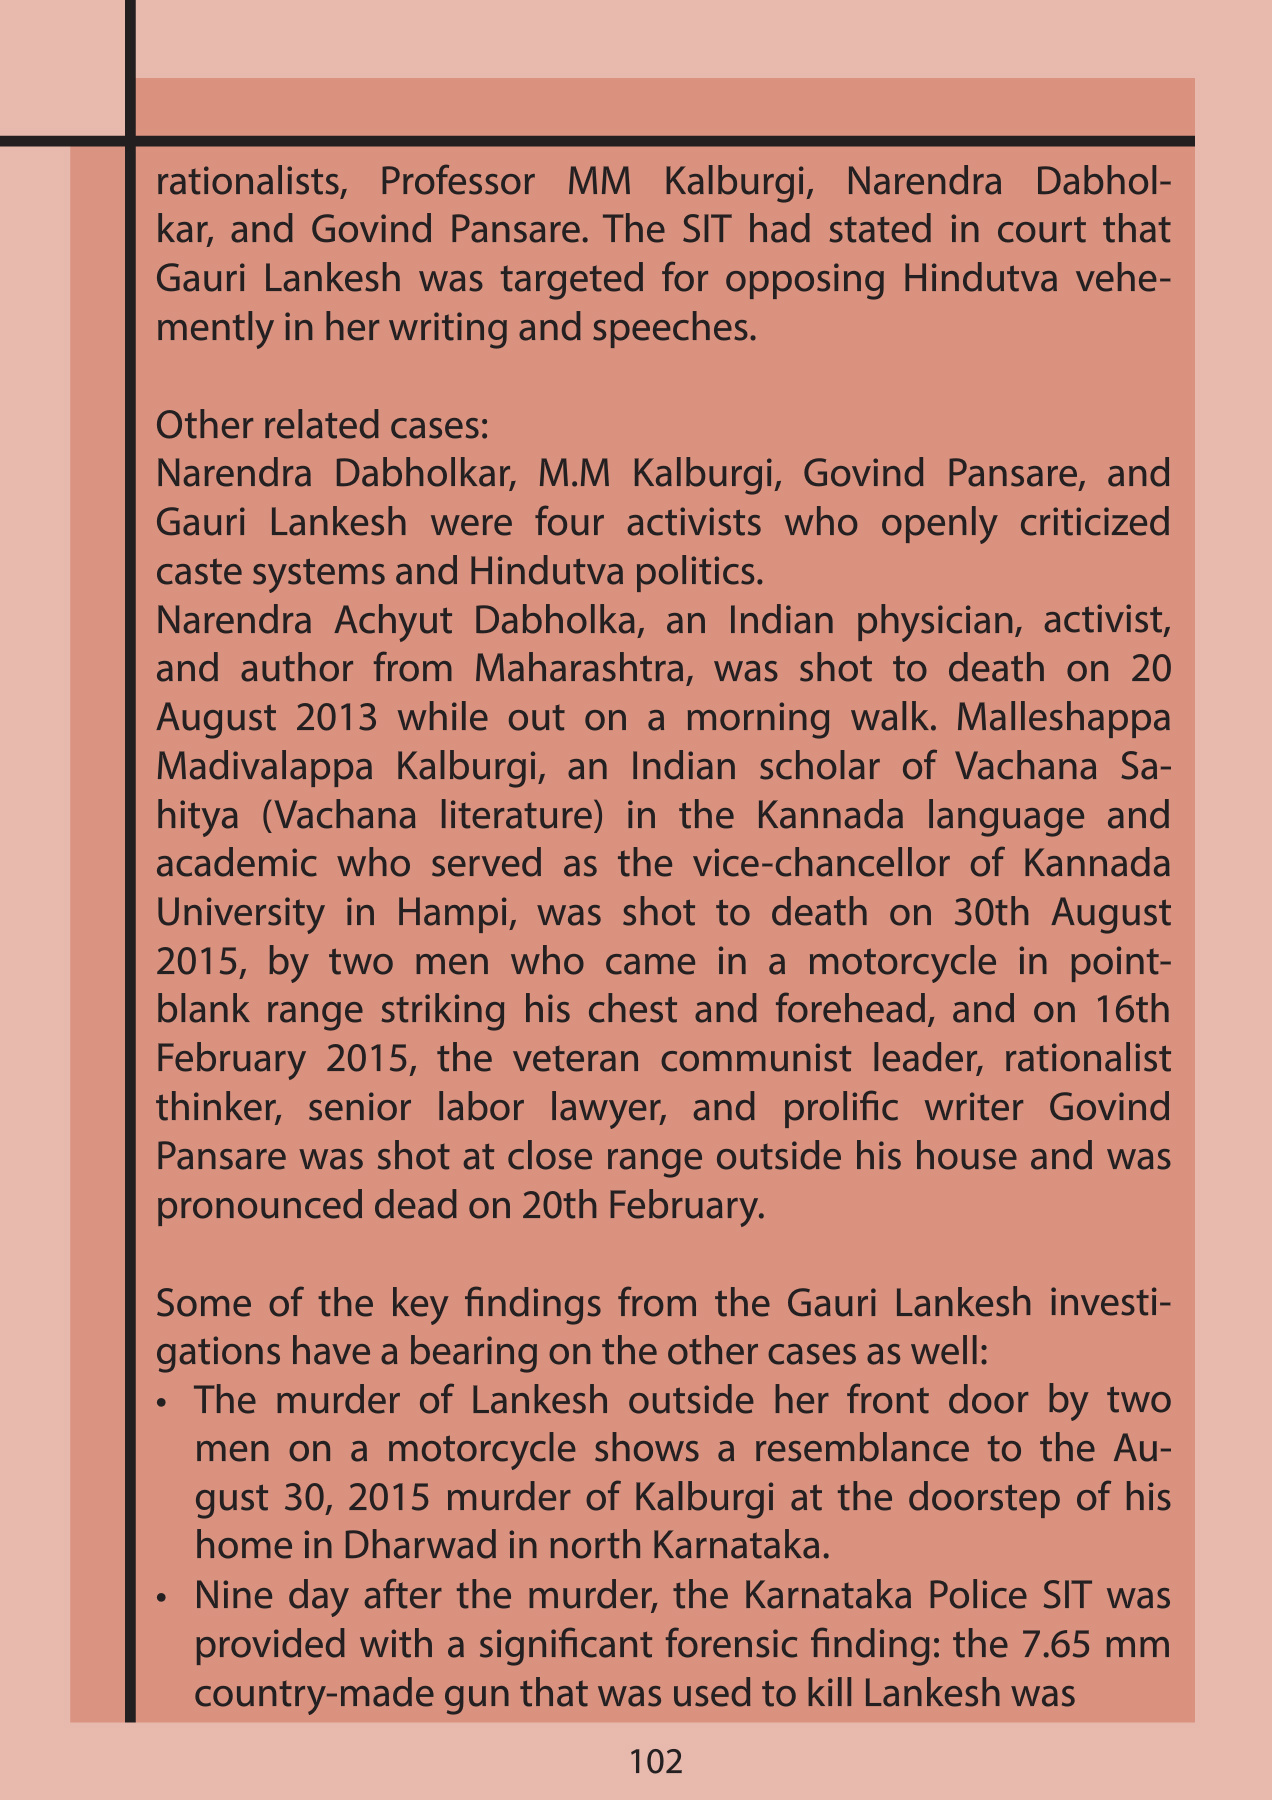 rationalists, Professor MM Kalburgi, Narendra Dabhol-
kar, and Govind Pansare. The SIT had stated in court that
Gauri Lankesh was targeted for opposing Hindutva vehe-
mently in her writing and speeches.
Other related cases:
Narendra Dabholkar, M.M Kalburgi, Govind Pansare, and
Gauri Lankesh were four activists who openly criticized
caste systems and Hindutva politics.
Narendra Achyut Dabholka, an Indian physician, activist,
and author from Maharashtra, was shot to death on 20
August 2013 while out on a morning walk. Malleshappa
Madivalappa Kalburgi, an Indian scholar of Vachana Sa-
hitya (Vachana literature) in the Kannada language and
academic who served as the vice-chancellor of Kannada
University in Hampi, was shot to death on 30th August
2015, by two men who came in a motorcycle in point-
blank range striking his chest and forehead, and on 16th
February 2015, the veteran communist leader, rationalist
thinker, senior labor lawyer, and prolific writer Govind
Pansare was shot at close range outside his house and was
pronounced dead on 20th February.
Some of the key findings from the Gauri Lankesh investi-
gations have a bearing on the other cases as well:
• The murder of Lankesh outside her front door by two
men on a motorcycle shows a resemblance to the Au-
gust 30, 2015 murder of Kalburgi at the doorstep of his
home in Dharwad in north Karnataka.
• Nine day after the murder, the Karnataka Police SIT was
provided with a significant forensic finding: the 7.65 mm
country-made gun that was used to kill Lankesh was
102